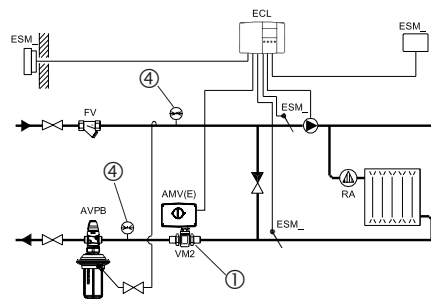 ECL
ESM_
ESM_
④
FV
ESM_
AMV(E)
④
AVPB
RA
ESM_
VM2
①